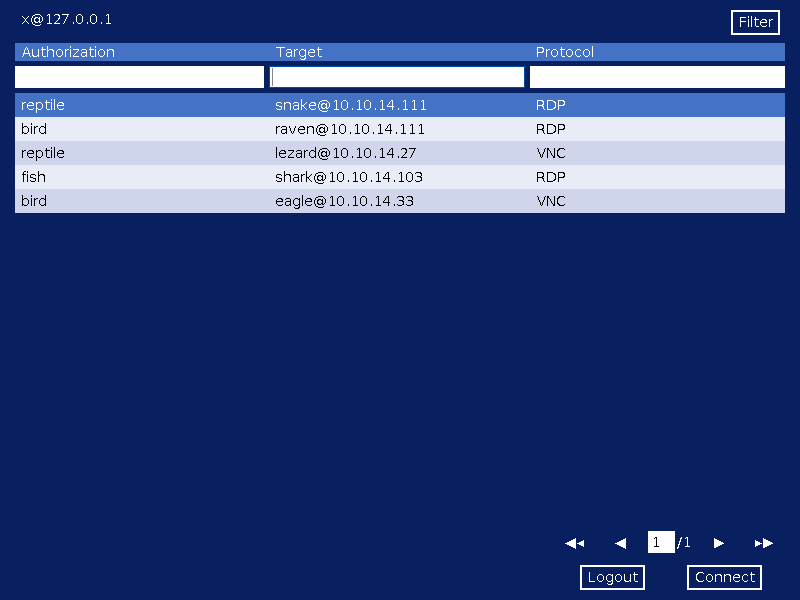 x@127.0.0.1
Filter
Authorization Target Protocol
reptile snake@10.10.14.111 RDP
bird raven@10.10.14.111 RDP
reptile lezard@10.10.14.27 VNC
fish shark@10.10.14.103 RDP
bird eagle@10.10.14.33 VNC
1 /1
Logout Connect